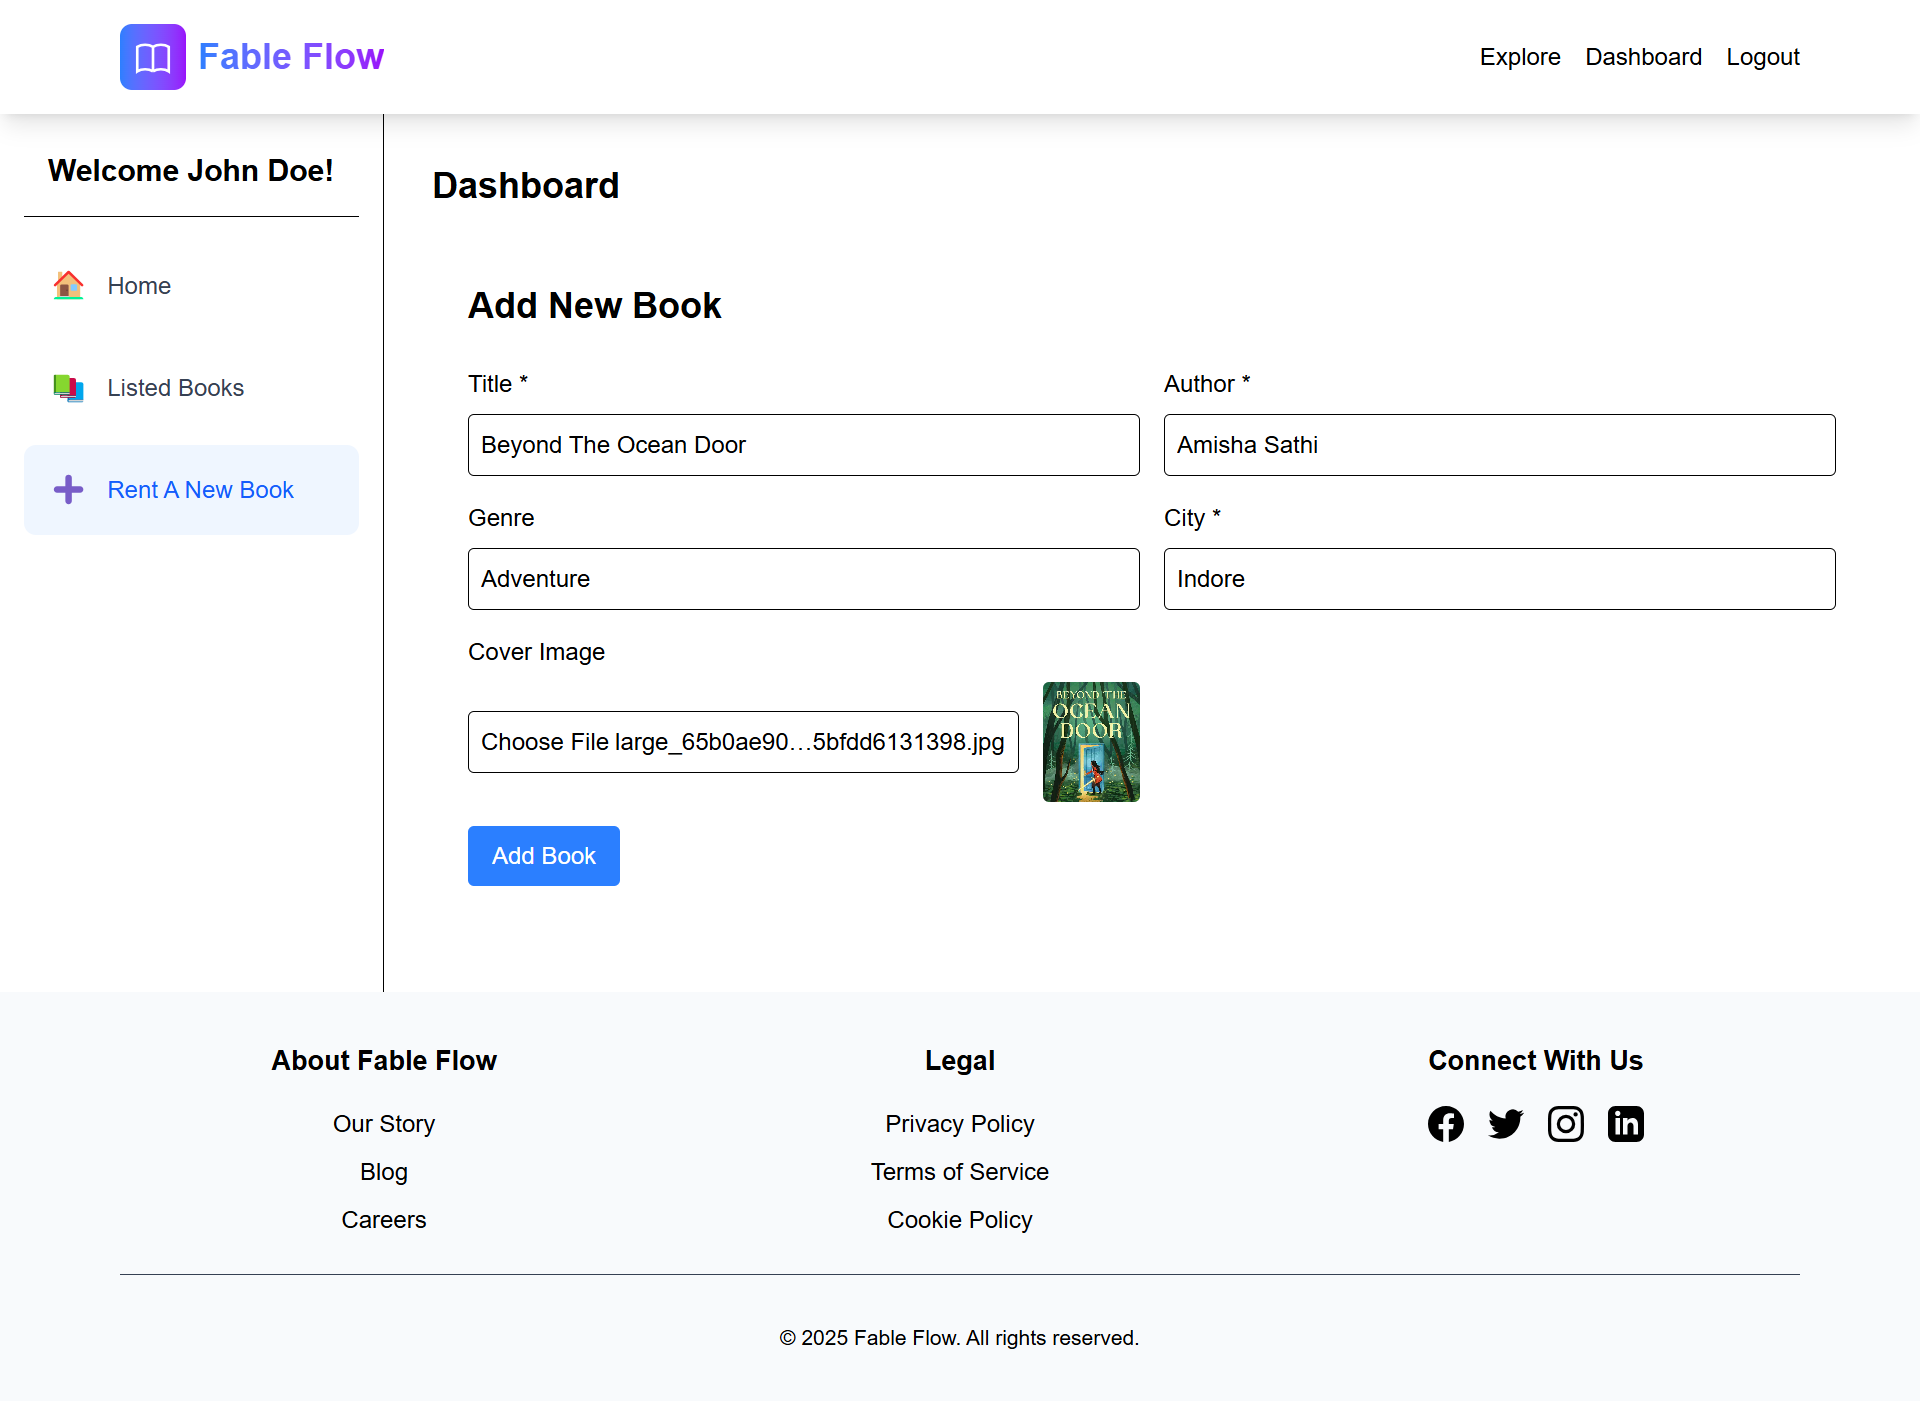 Fable Flow
Explore
Dashboard
Logout
Welcome John Doe!
Home
Listed Books
Rent A New Book
Dashboard
Add New Book
Title *
Author *
Beyond The Ocean Door
Amisha Sathi
Genre
City *
Adventure
Indore
Cover Image
Choose File large_65b0ae90…5bfdd6131398.jpg
BEYOND THE
OCEAN
DOOR
Add Book
About Fable Flow
Our Story
Blog
Careers
Legal
Privacy Policy
Terms of Service
Cookie Policy
Connect With Us
© 2025 Fable Flow. All rights reserved.